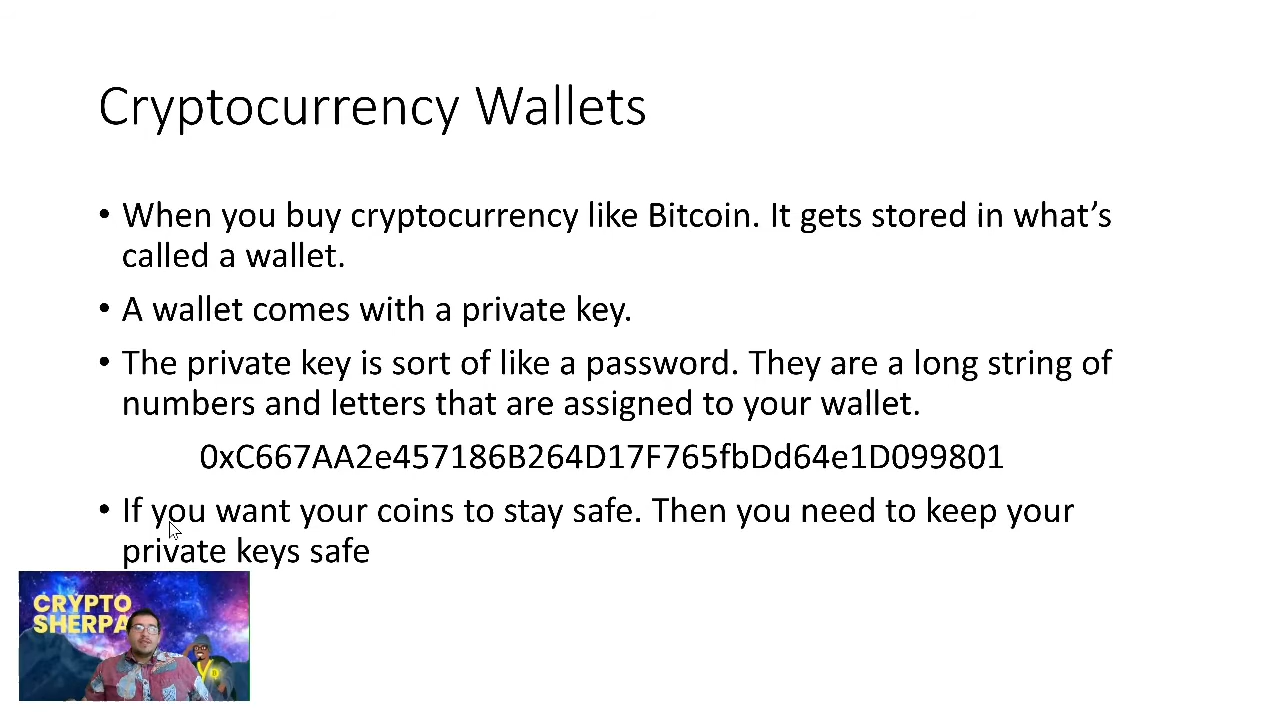 Cryptocurrency Wallets
• When you buy cryptocurrency like Bitcoin. It gets stored in what's
called a wallet.
• A wallet comes with a private key.
• The private key is sort of like a password. They are a long string of
numbers and letters that are assigned to your wallet.
0xC667AA2e457186B264D17F765fbDd64e1D099801
• If you want your coins to stay safe. Then you need to keep your
private keys safe
CRYPTO
SHERPA